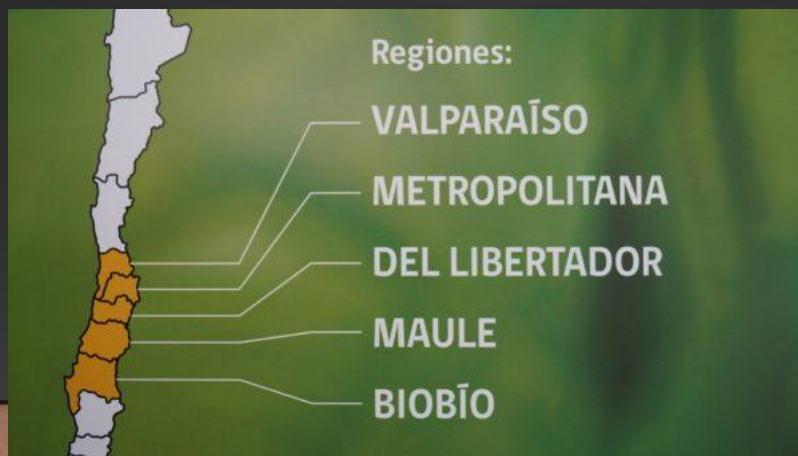 Regiones:
VALPARAÍSO
METROPOLITANA
DEL LIBERTADOR
MAULE
BIOBÍO